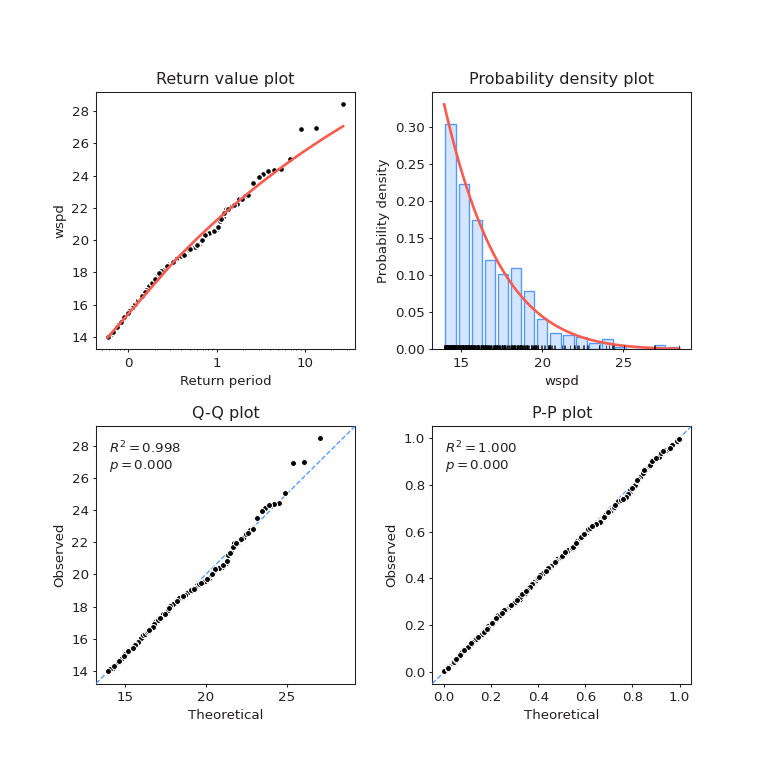 Return value plot
wspd
28
26
24
22
20
18
16
14
0
1
10
Return period
Probability density plot
Probability density
0.30
0.25
0.20
0.15
0.10
0.05
0.00
15
20
25
wspd
Q-Q plot
R² = 0.998
p = 0.000
Observed
28
26
24
22
20
18
16
14
15
20
25
Theoretical
P-P plot
R² = 1.000
p = 0.000
Observed
1.0
0.8
0.6
0.4
0.2
0.0
0.0
0.2
0.4
0.6
0.8
1.0
Theoretical